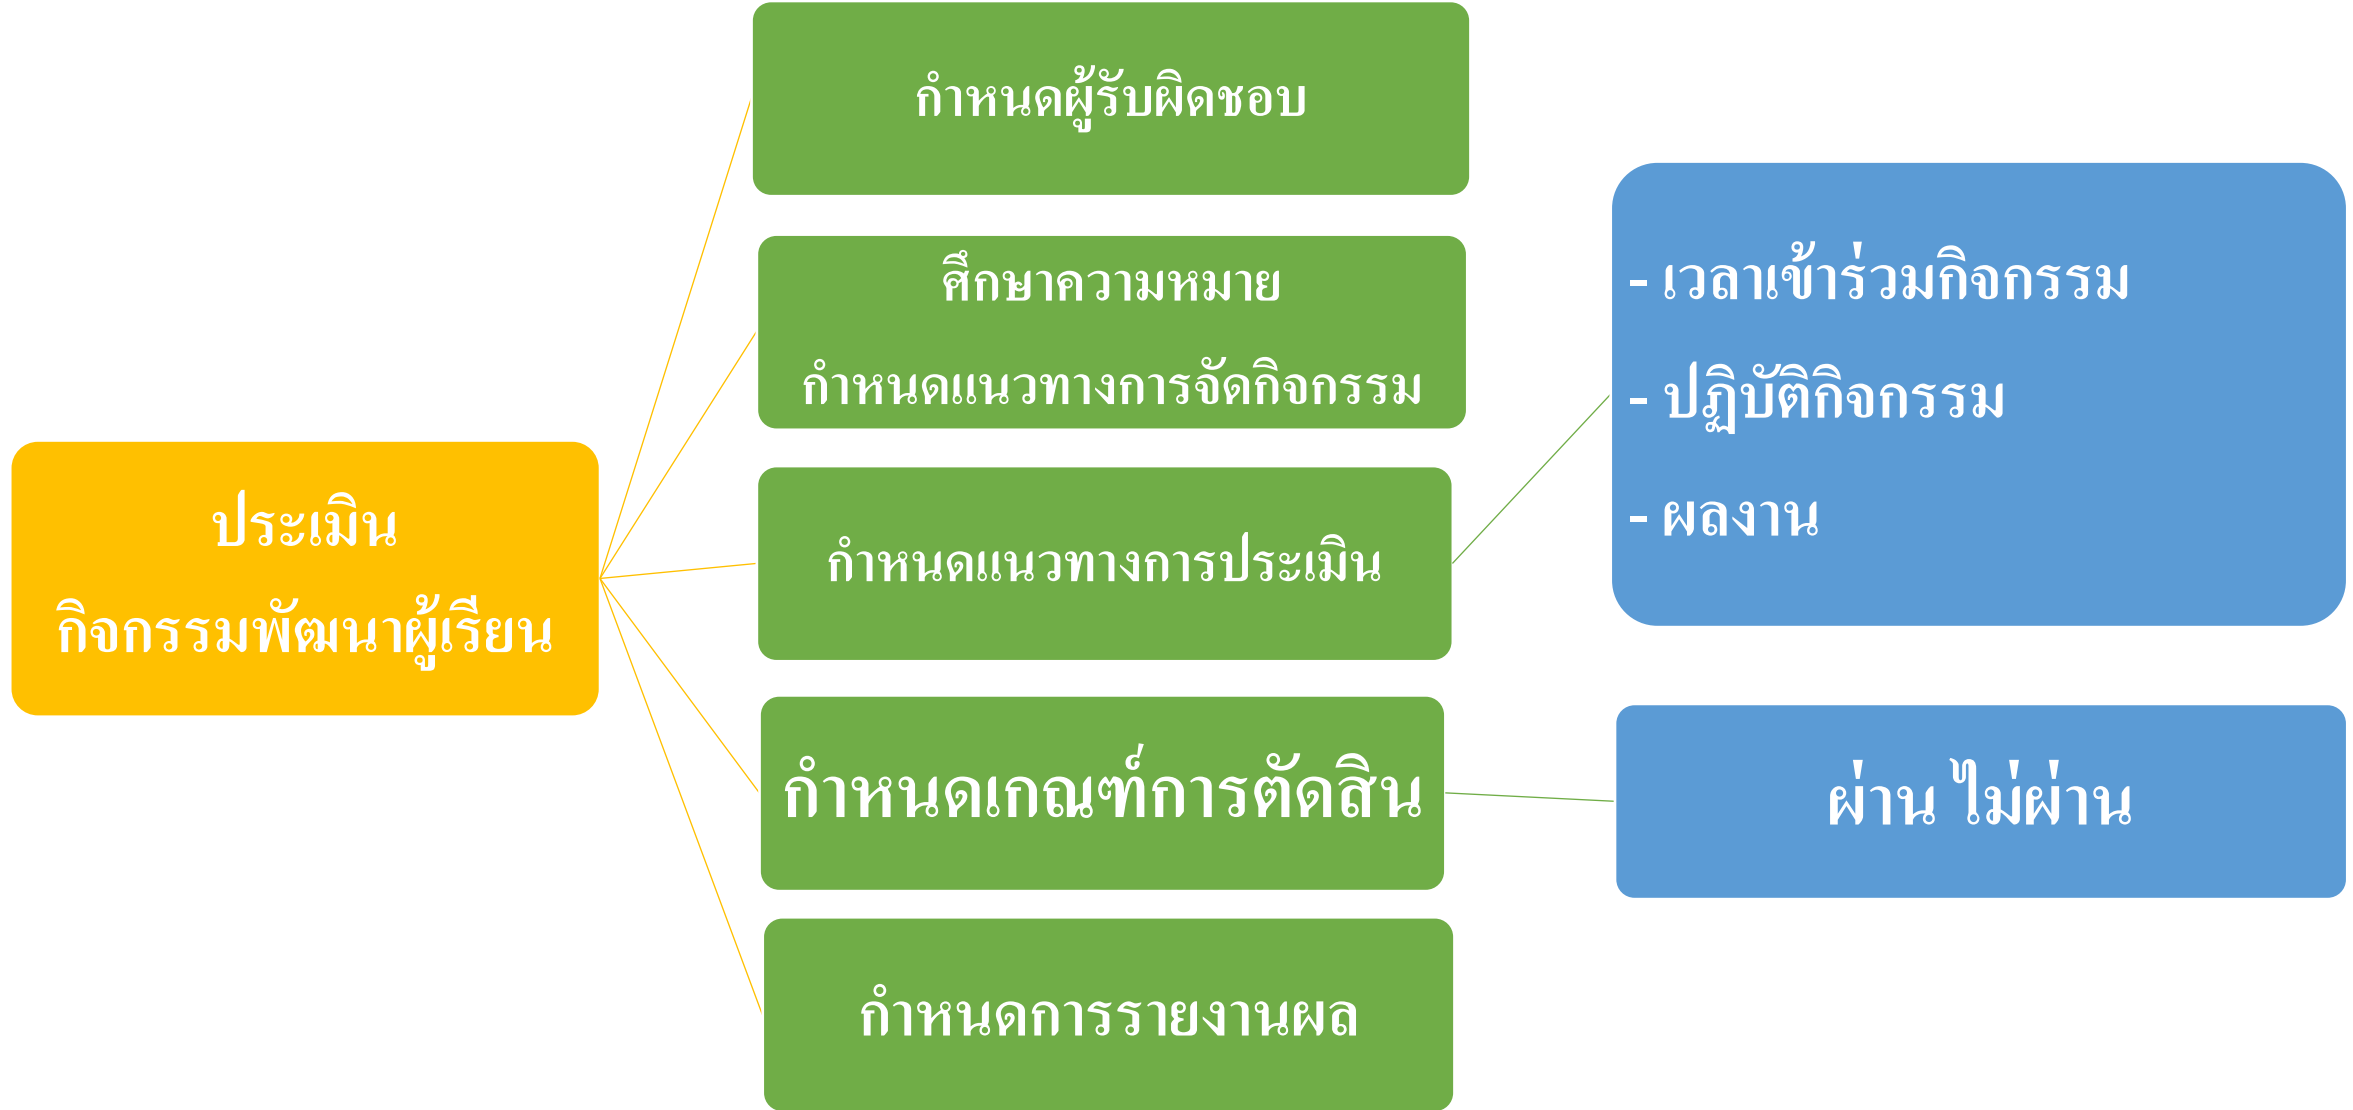 ประเมิน
กิจกรรมพัฒนาผู้เรียน
กำหนดผู้รับผิดชอบ
ศึกษาความหมาย
กำหนดแนวทางการจัดกิจกรรม
กำหนดแนวทางการประเมิน
- เวลาเข้าร่วมกิจกรรม
- ปฏิบัติกิจกรรม
- ผลงาน
กำหนดเกณฑ์การตัดสิน
ผ่าน ไม่ผ่าน
กำหนดการรายงานผล